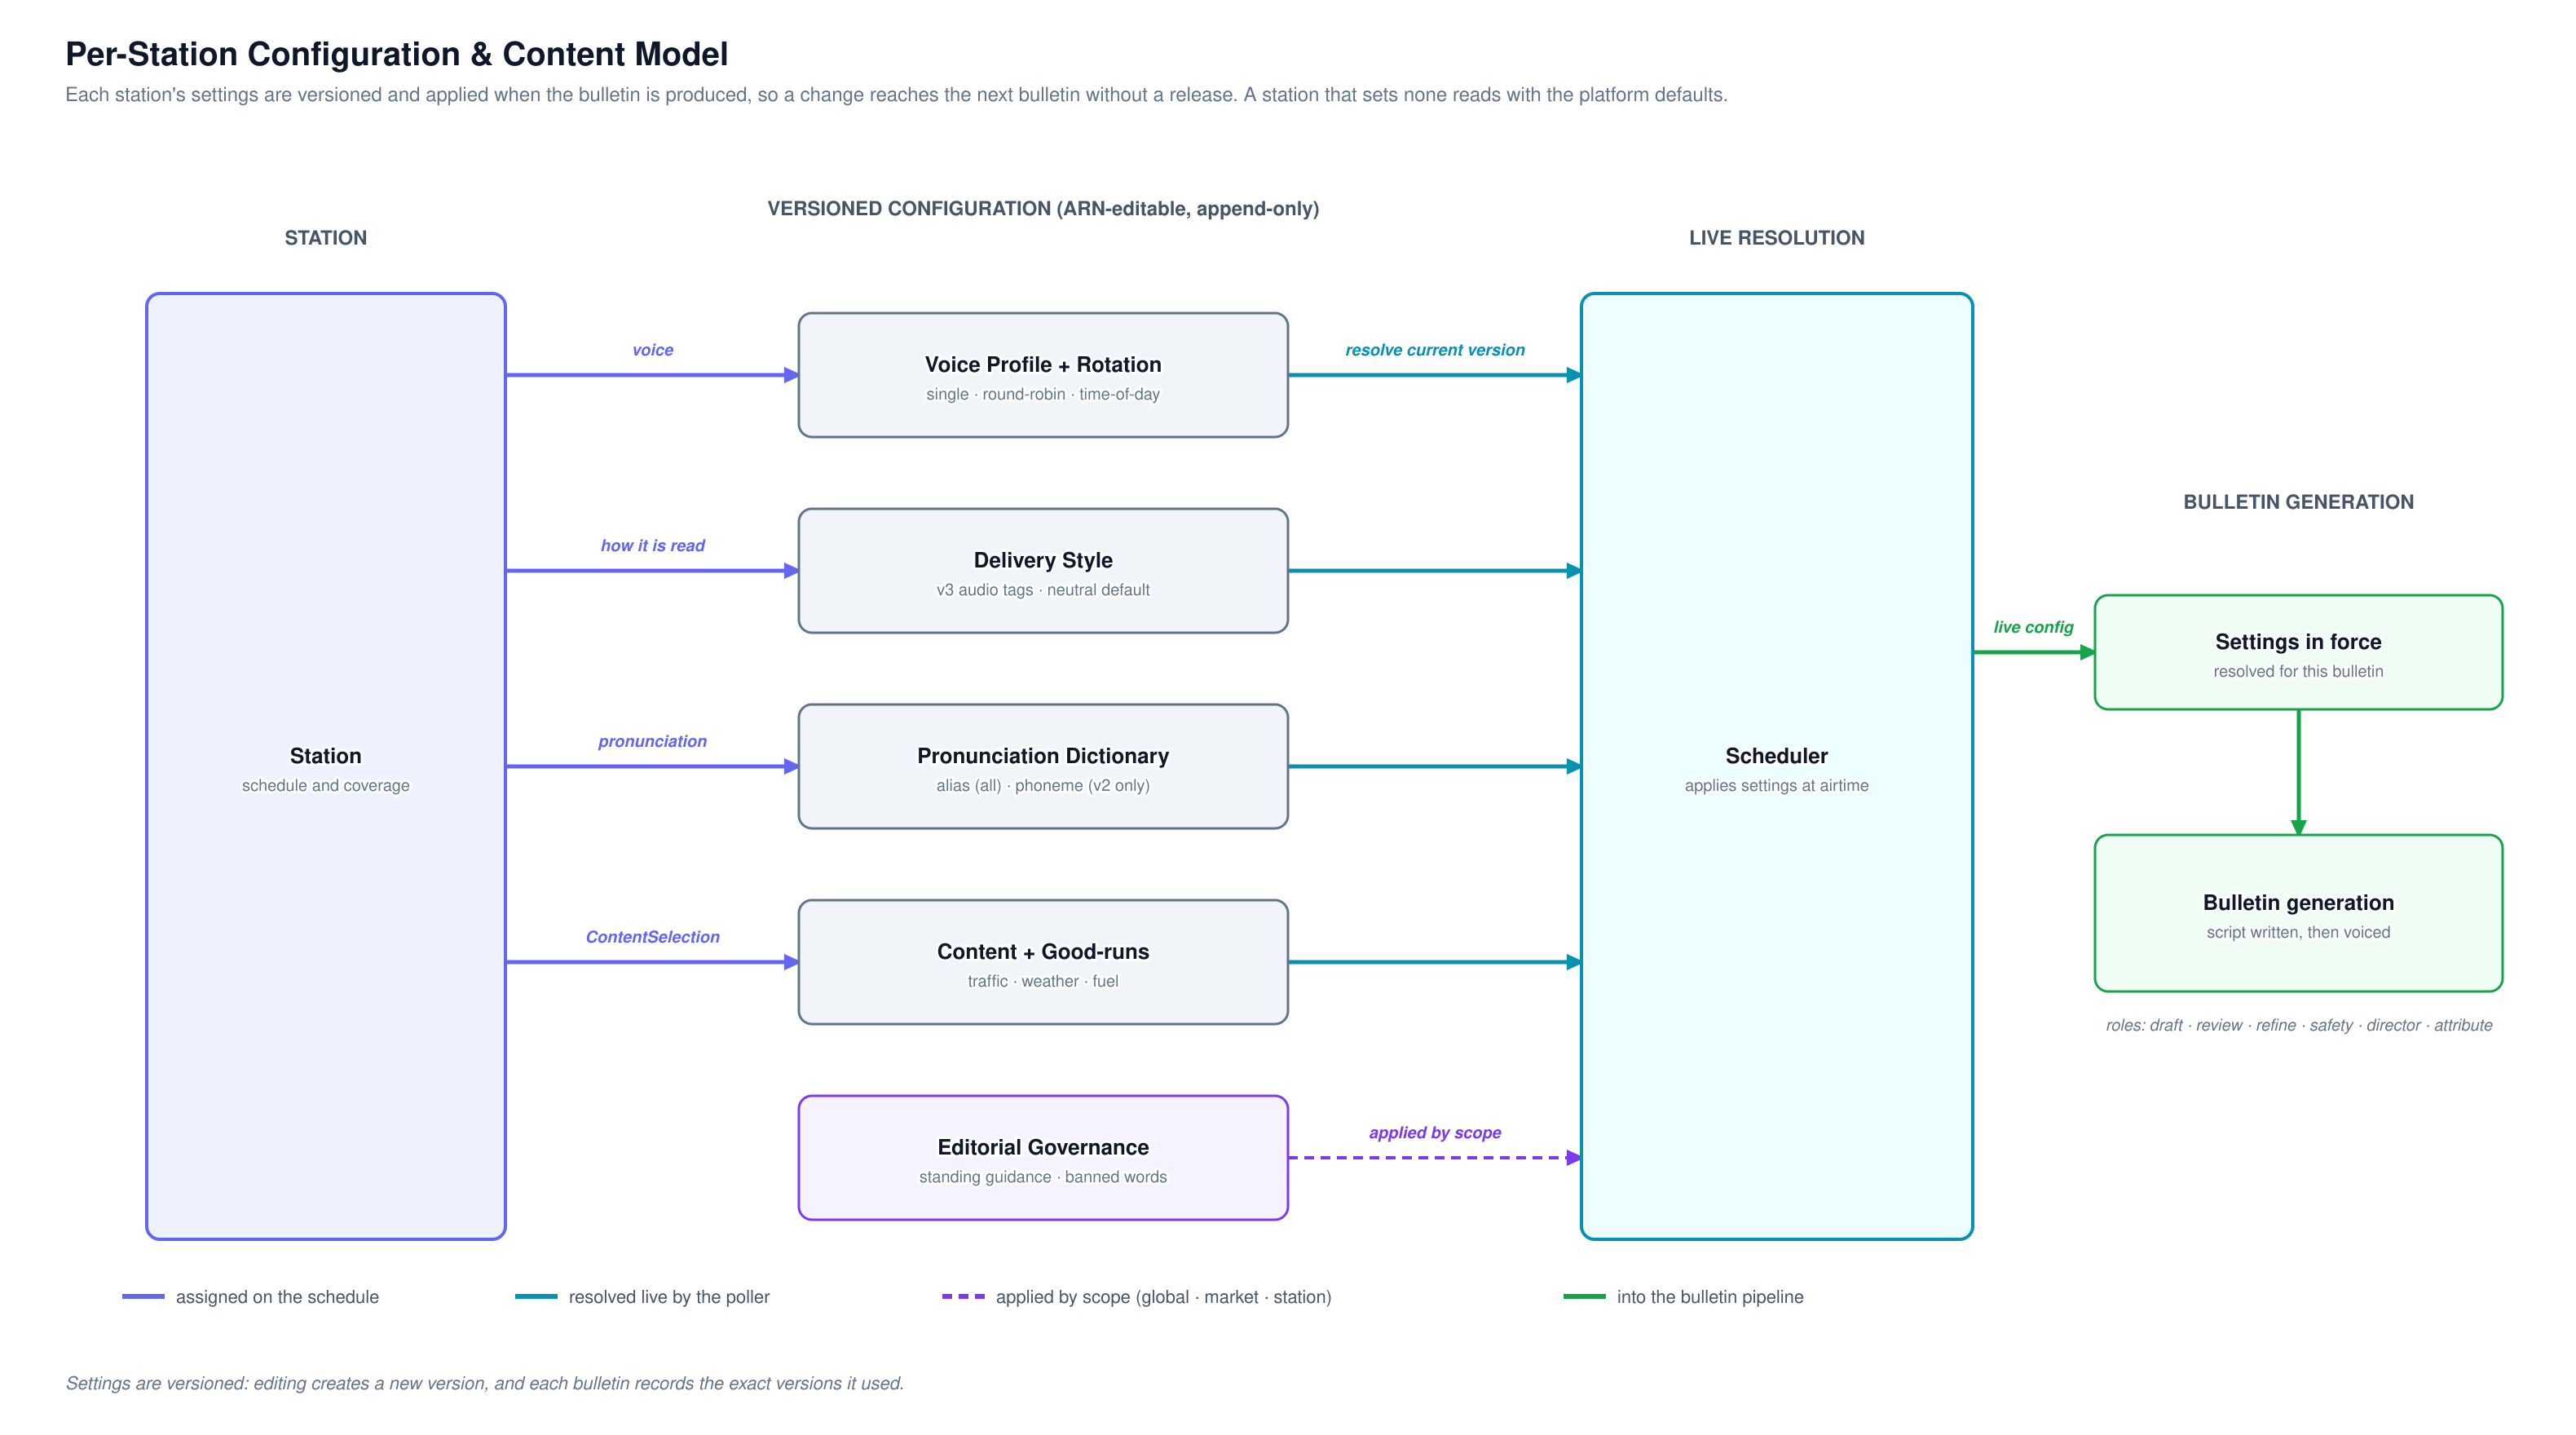 Per-Station Configuration & Content Model
Each station's settings are versioned and applied when the bulletin is produced, so a change reaches the next bulletin without a release. A station that sets none reads with the platform defaults.
VERSIONED CONFIGURATION (ARN-editable, append-only)
STATION
LIVE RESOLUTION
voice
Voice Profile + Rotation
single · round-robin · time-of-day
resolve current version
BULLETIN GENERATION
how it is read
Delivery Style
v3 audio tags · neutral default
live config
Settings in force
resolved for this bulletin
pronunciation
Station
schedule and coverage
Pronunciation Dictionary
alias (all) · phoneme (v2 only)
Scheduler
applies settings at airtime
Bulletin generation
script written, then voiced
ContentSelection
Content + Good-runs
traffic · weather · fuel
roles: draft · review · refine · safety · director · attribute
Editorial Governance
standing guidance · banned words
applied by scope
assigned on the schedule
resolved live by the poller
applied by scope (global · market · station)
into the bulletin pipeline
Settings are versioned: editing creates a new version, and each bulletin records the exact versions it used.